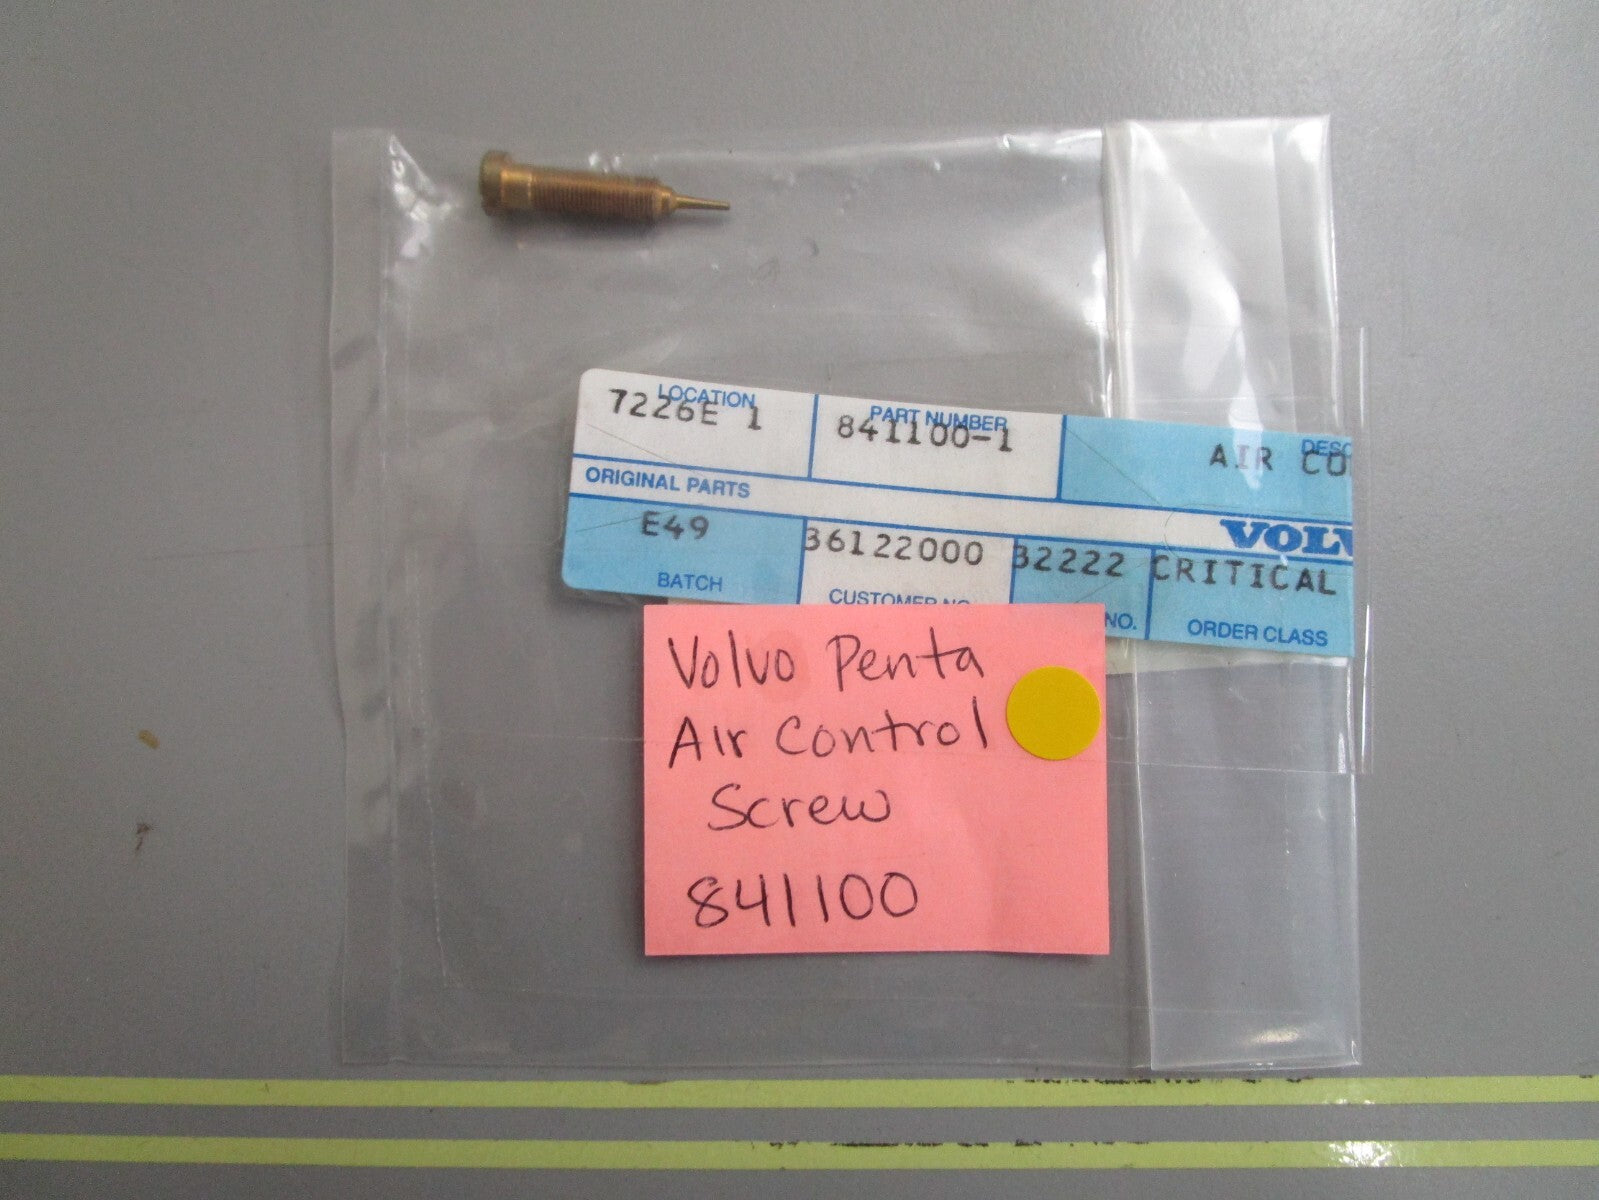 LOCATION PART NUMBER DESC
7226E 1 841100-1 AIR CO
ORIGINAL PARTS
VOLV
E49 36122000 32222 CRITICAL
BATCH CUSTOMER NO. NO. ORDER CLASS
Volvo Penta
Air Control
Screw
841100